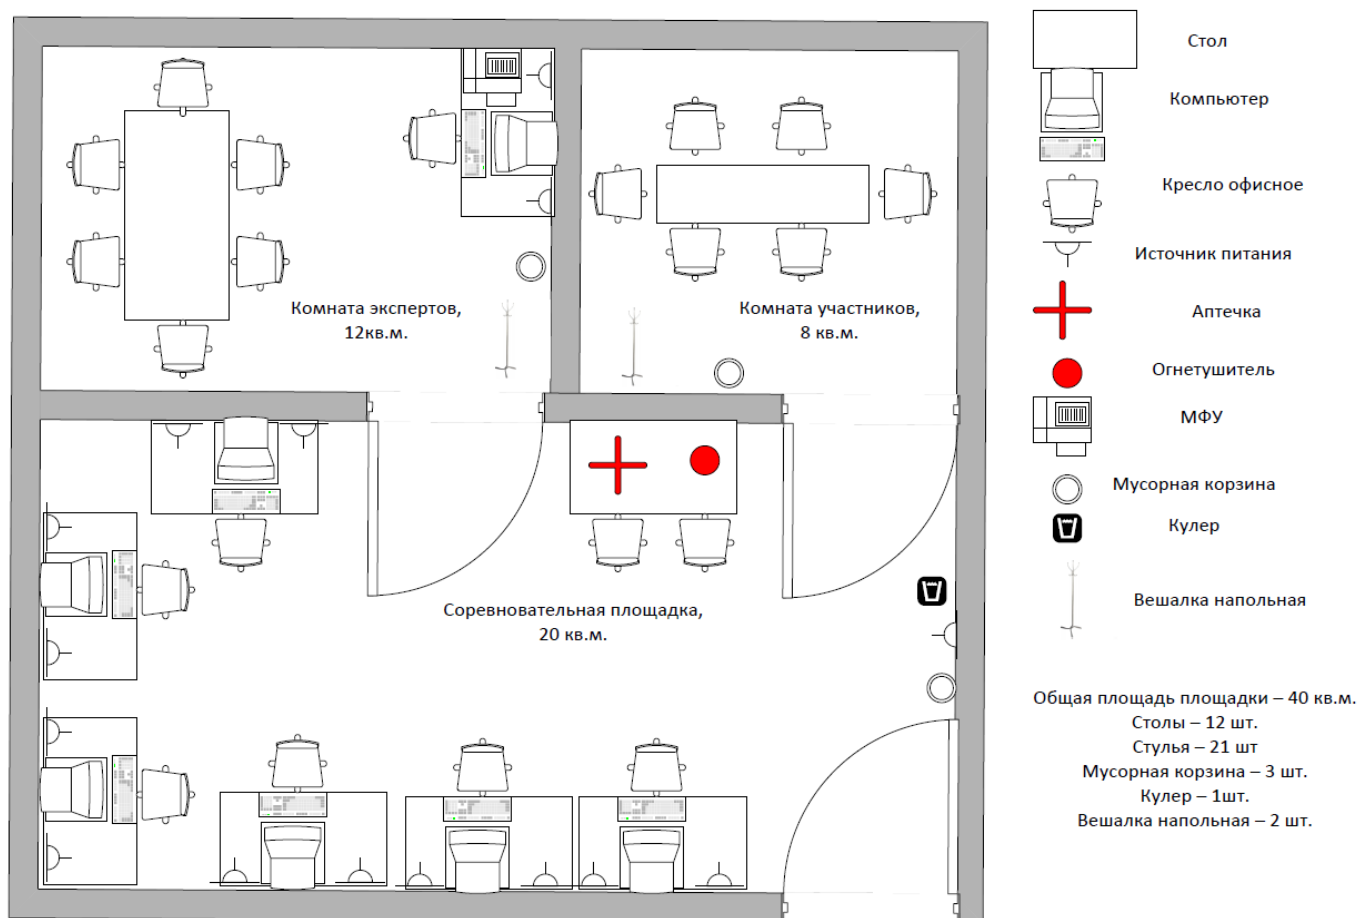 Комната экспертов,
12кв.м.
Комната участников,
8 кв.м.
Соревновательная площадка,
20 кв.м.
Стол
Компьютер
Кресло офисное
Источник питания
Аптечка
Огнетушитель
МФУ
Мусорная корзина
Кулер
Вешалка напольная
Общая площадь площадки – 40 кв.м.
Столы – 12 шт.
Стулья – 21 шт
Мусорная корзина – 3 шт.
Кулер – 1шт.
Вешалка напольная – 2 шт.